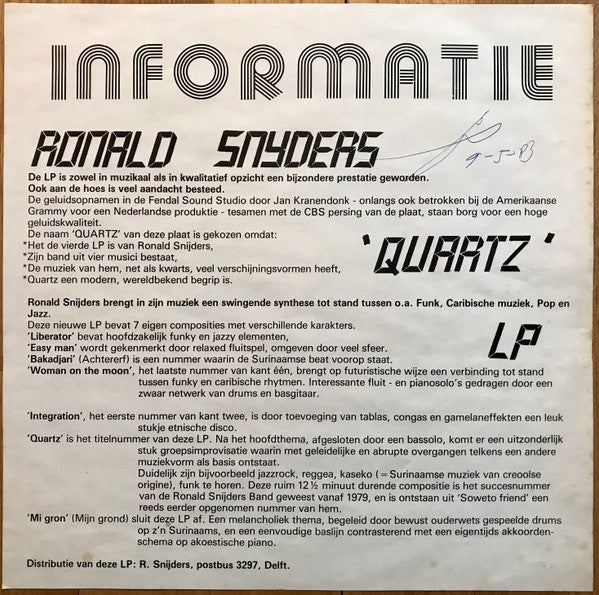 INFORMATIE
RONALD SNYDERS
9-5-83
De LP is zowel in muzikaal als in kwalitatief opzicht een bijzondere prestatie geworden.
Ook aan de hoes is veel aandacht besteed.
De geluidsopnamen in de Fendal Sound Studio door Jan Kranendonk - onlangs ook betrokken bij de Amerikaanse
Grammy voor een Nederlandse produktie - tesamen met de CBS persing van de plaat, staan borg voor een hoge
geluidskwaliteit.
De naam 'QUARTZ' van deze plaat is gekozen omdat:
*Het de vierde LP is van Ronald Snijders,
*Zijn band uit vier musici bestaat,
*De muziek van hem, net als kwarts, veel verschijningsvormen heeft,
*Quartz een modern, wereldbekend begrip is.
'QUARTZ'
LP
Ronald Snijders brengt in zijn muziek een swingende synthese tot stand tussen o.a. Funk, Caribische muziek, Pop en
Jazz.
Deze nieuwe LP bevat 7 eigen composities met verschillende karakters.
'Liberator' bevat hoofdzakelijk funky en jazzy elementen,
'Easy man' wordt gekenmerkt door relaxed fluitspel, omgeven door veel sfeer.
'Bakadjari' (Achtererf) is een nummer waarin de Surinaamse beat voorop staat.
'Woman on the moon', het laatste nummer van kant één, brengt op futuristische wijze een verbinding tot stand
tussen funky en caribische rhytmen. Interessante fluit - en pianosolo's gedragen door een
zwaar netwerk van drums en basgitaar.
'Integration', het eerste nummer van kant twee, is door toevoeging van tablas, congas en gamelaneffekten een leuk
stukje etnische disco.
'Quartz' is het titelnummer van deze LP. Na het hoofdthema, afgesloten door een bassolo, komt er een uitzonderlijk
stuk groepsimprovisatie waarin met geleidelijke en abrupte overgangen telkens een andere
muziekvorm als basis ontstaat.
Duidelijk zijn bijvoorbeeld jazzrock, reggea, kaseko (= Surinaamse muziek van creoolse
origine), funk te horen. Deze ruim 12½ minuut durende compositie is het succesnummer
van de Ronald Snijders Band geweest vanaf 1979, en is ontstaan uit 'Soweto friend' een
reeds eerder opgenomen nummer van hem.
'Mi gron' (Mijn grond) sluit deze LP af. Een melancholiek thema, begeleid door bewust ouderwets gespeelde drums
op z'n Surinaams, en een eenvoudige baslijn contrasterend met een eigentijds akkoorden-
schema op akoestische piano.
Distributie van deze LP: R. Snijders, postbus 3297, Delft.